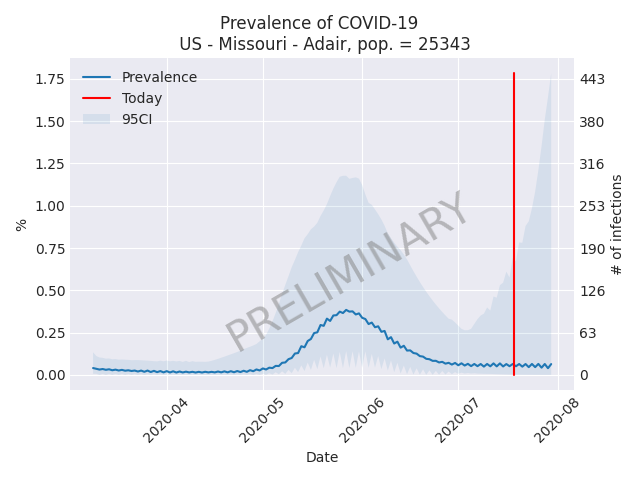 Prevalence of COVID-19
US - Missouri - Adair, pop. = 25343
Prevalence
Today
95CI
1.75
1.50
1.25
1.00
0.75
0.50
0.25
0.00
%
443
380
316
253
190
126
63
0
# of infections
PRELIMINARY
2020-04
2020-05
2020-06
2020-07
2020-08
Date